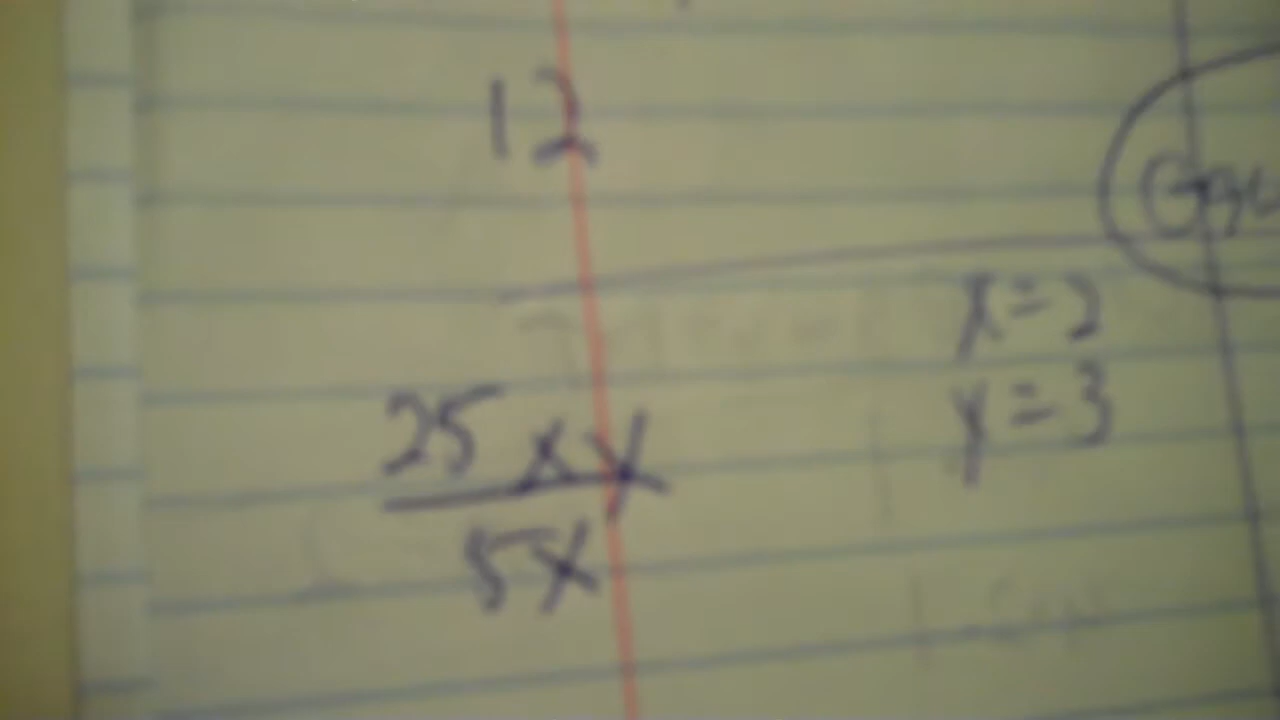 12
x = 2
y = 3
25xy
5x